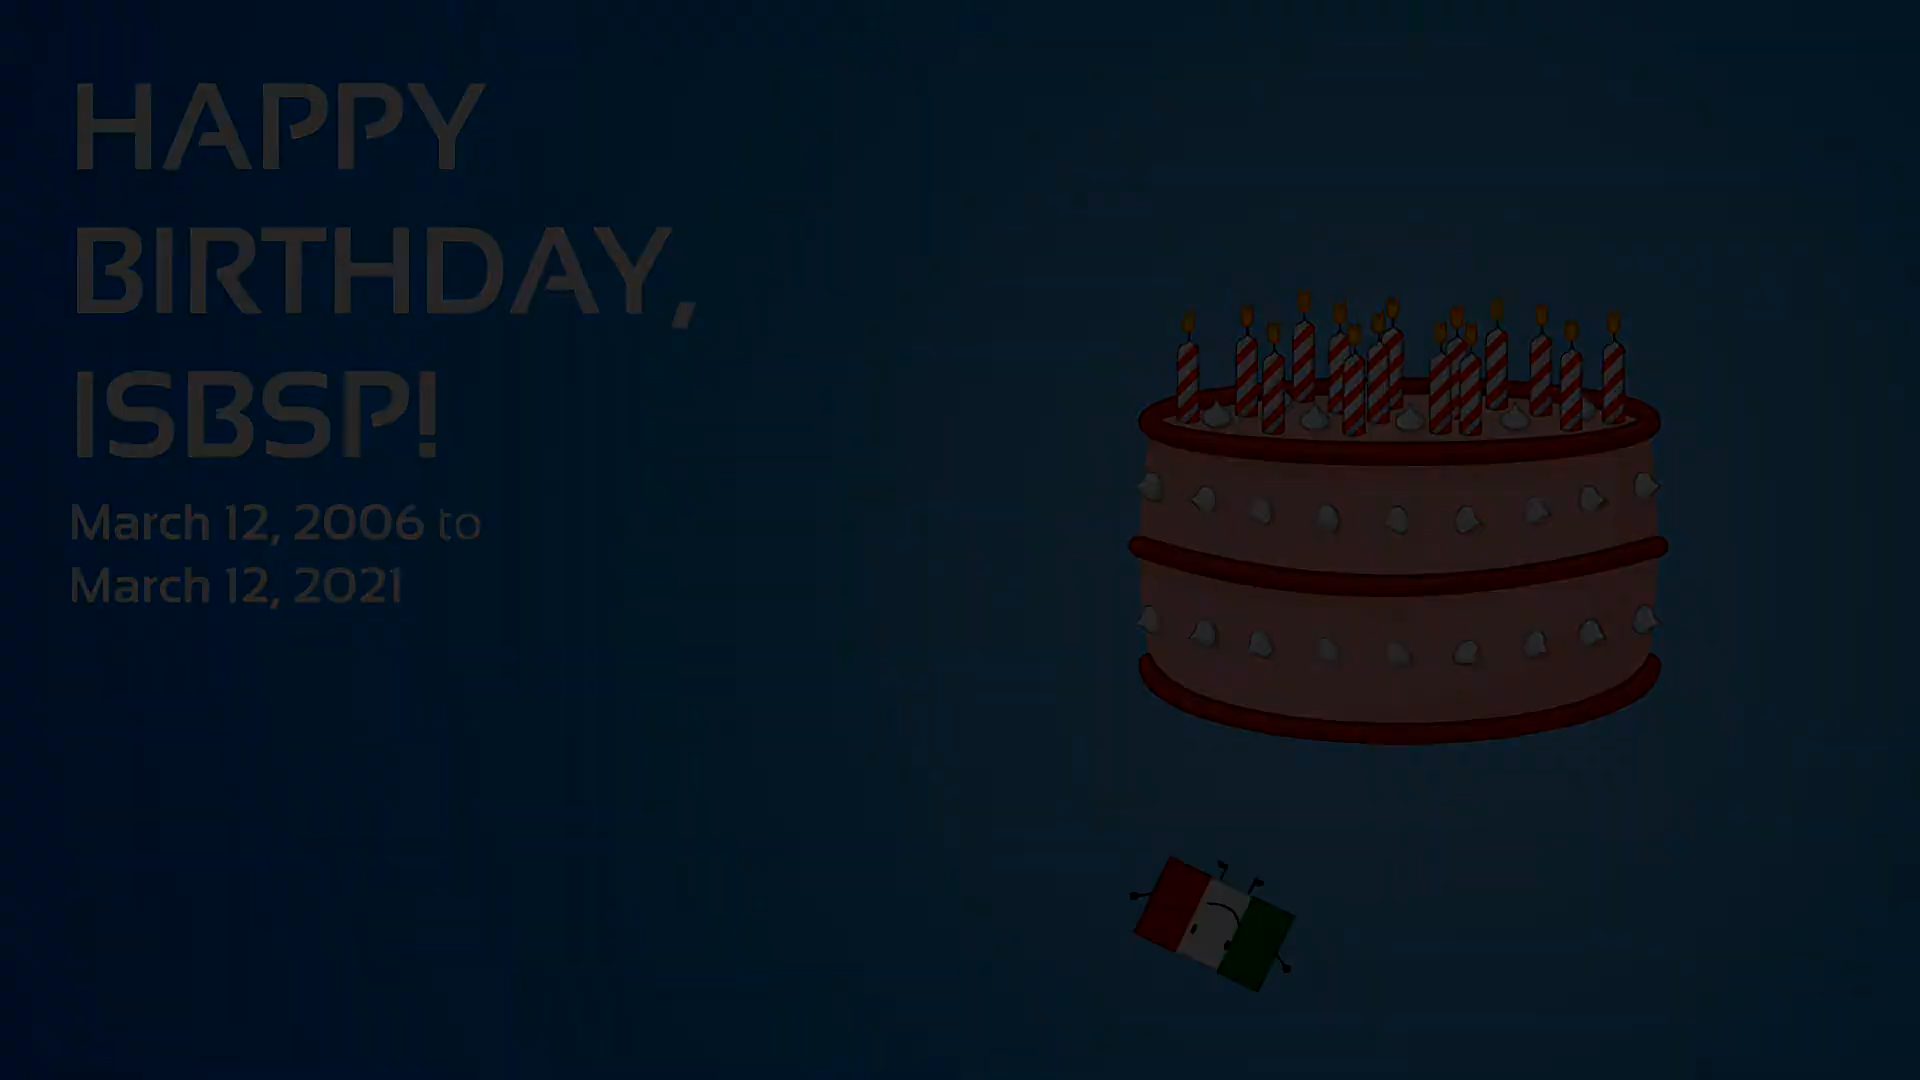 HAPPY
BIRTHDAY,
ISBSP!
March 12, 2006 to
March 12, 2021